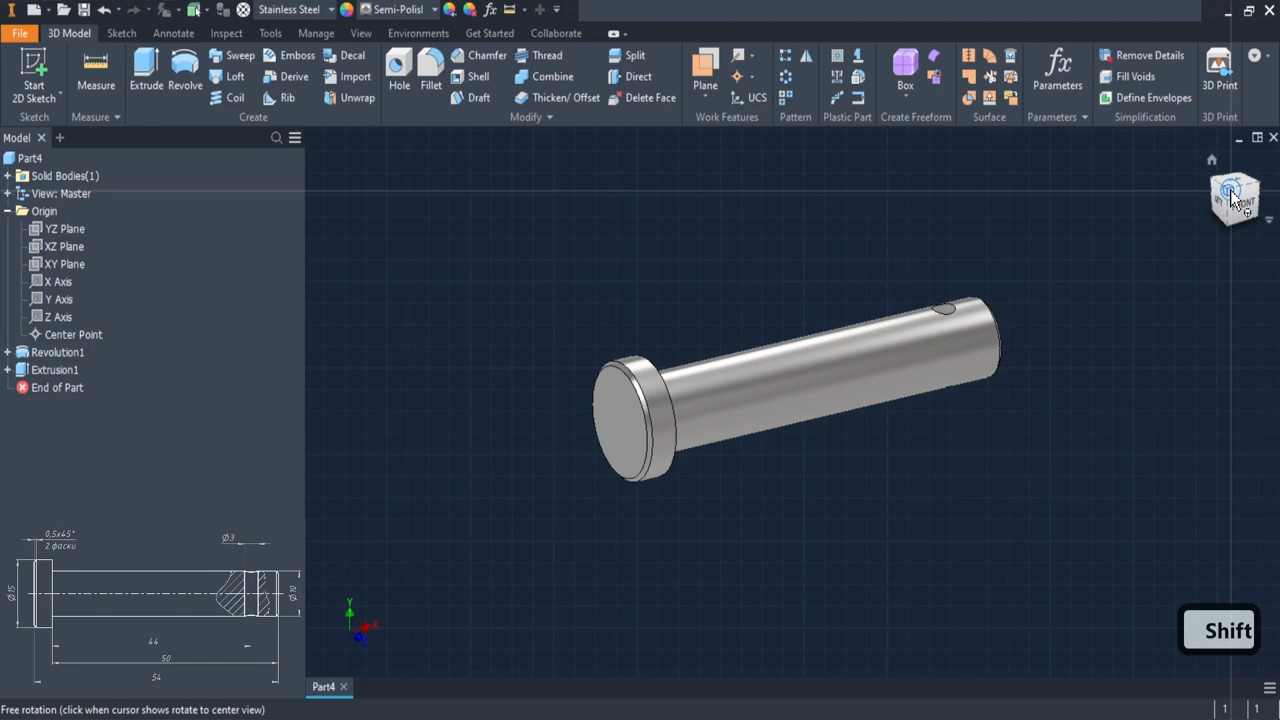 Stainless Steel
Semi-Polisl
File
3D Model
Sketch
Annotate
Inspect
Tools
Manage
View
Environments
Get Started
Collaborate
Start
2D Sketch
Measure
Extrude
Revolve
Sweep
Emboss
Decal
Loft
Derive
Import
Coil
Rib
Unwrap
Hole
Fillet
Chamfer
Thread
Split
Shell
Combine
Direct
Draft
Thicken/ Offset
Delete Face
Plane
UCS
Box
Parameters
Remove Details
Fill Voids
Define Envelopes
3D Print
Sketch
Measure
Create
Modify
Work Features
Pattern
Plastic Part
Create Freeform
Surface
Parameters
Simplification
3D Print
Model
Part4
Solid Bodies(1)
View: Master
Origin
YZ Plane
XZ Plane
XY Plane
X Axis
Y Axis
Z Axis
Center Point
Revolution1
Extrusion1
End of Part
FRONT
0,5x45°
2 фаски
Ø3
Ø15
Ø10
44
50
54
Y
X
Shift
Part4
Free rotation (click when cursor shows rotate to center view)
1
1